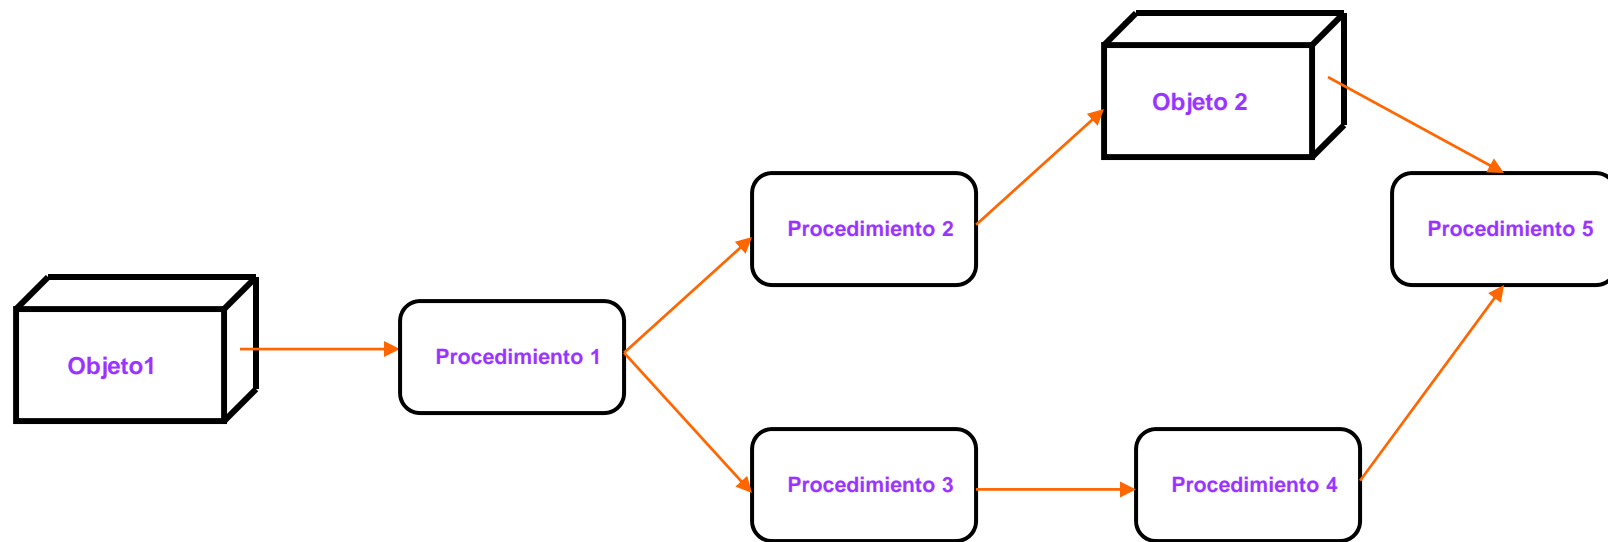 Objeto 2
Procedimiento 2
Procedimiento 5
Objeto1
Procedimiento 1
Procedimiento 3
Procedimiento 4